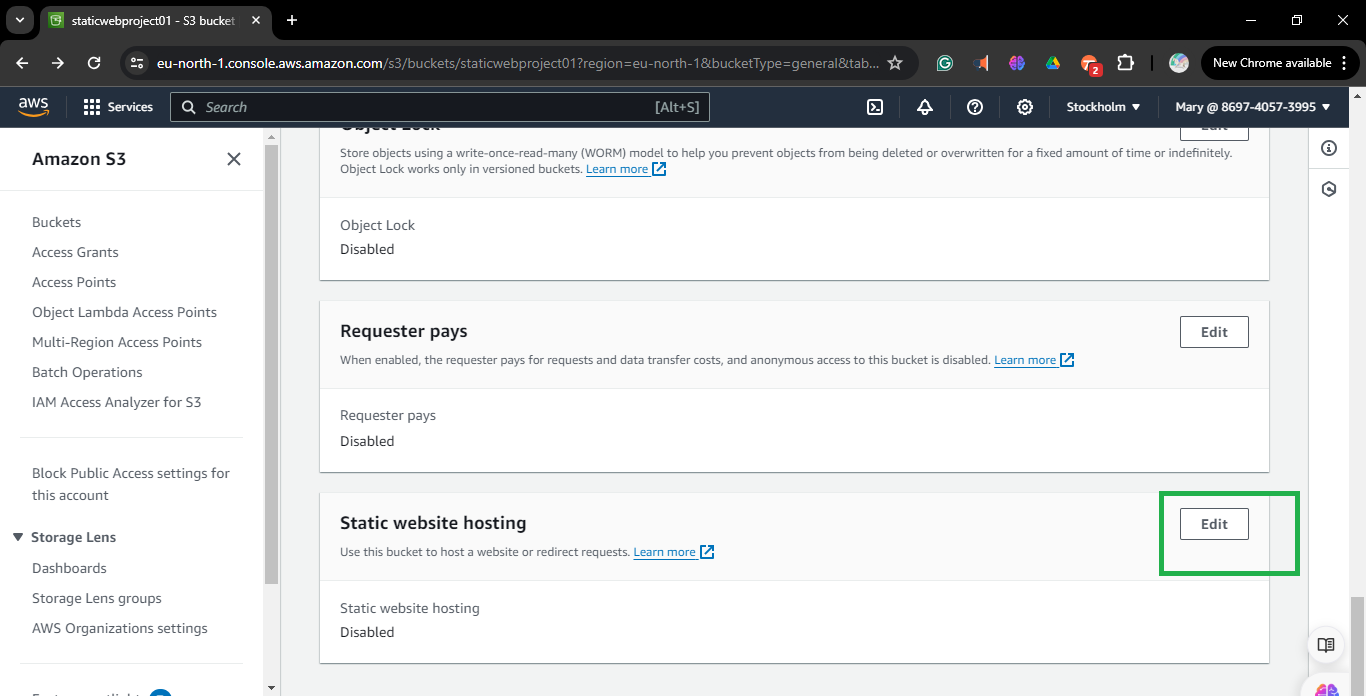 staticwebproject01 - S3 bucket
eu-north-1.console.aws.amazon.com/s3/buckets/staticwebproject01?region=eu-north-1&bucketType=general&tab...
2
New Chrome available
aws
Services
Search
[Alt+S]
Stockholm
Mary @ 8697-4057-3995
Amazon S3
Buckets
Access Grants
Access Points
Object Lambda Access Points
Multi-Region Access Points
Batch Operations
IAM Access Analyzer for S3
Block Public Access settings for
this account
Storage Lens
Dashboards
Storage Lens groups
AWS Organizations settings
Object Lock
Edit
Store objects using a write-once-read-many (WORM) model to help you prevent objects from being deleted or overwritten for a fixed amount of time or indefinitely.
Object Lock works only in versioned buckets. Learn more
Object Lock
Disabled
Requester pays
Edit
When enabled, the requester pays for requests and data transfer costs, and anonymous access to this bucket is disabled. Learn more
Requester pays
Disabled
Static website hosting
Edit
Use this bucket to host a website or redirect requests. Learn more
Static website hosting
Disabled